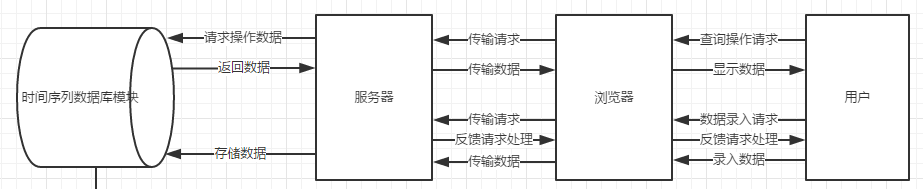 请求操作数据
传输请求
查询操作请求
返回数据
传输数据
显示数据
时间序列数据库模块
服务器
浏览器
用户
传输请求
数据录入请求
反馈请求处理
反馈请求处理
存储数据
传输数据
录入数据